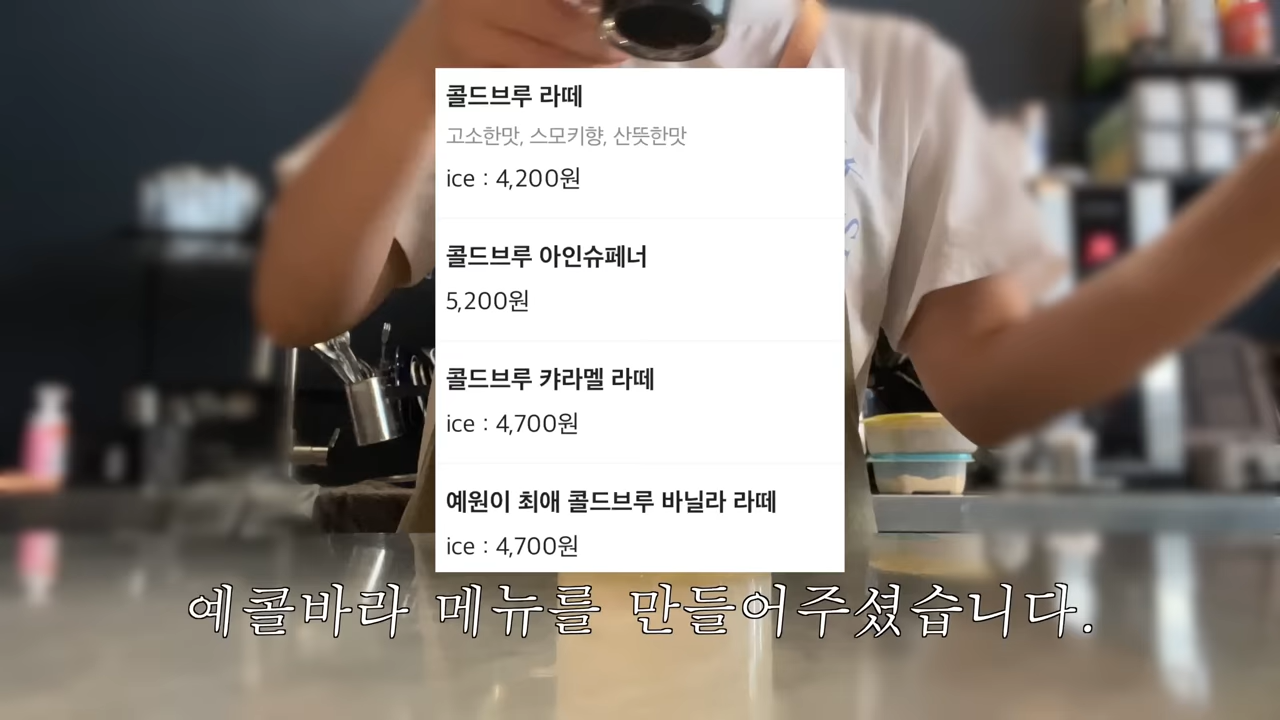 콜드브루 라떼
고소한맛, 스모키향, 산뜻한맛
ice : 4,200원
콜드브루 아인슈페너
5,200원
콜드브루 캬라멜 라떼
ice : 4,700원
예원이 최애 콜드브루 바닐라 라떼
ice : 4,700원
예콜바라 메뉴를 만들어주셨습니다.